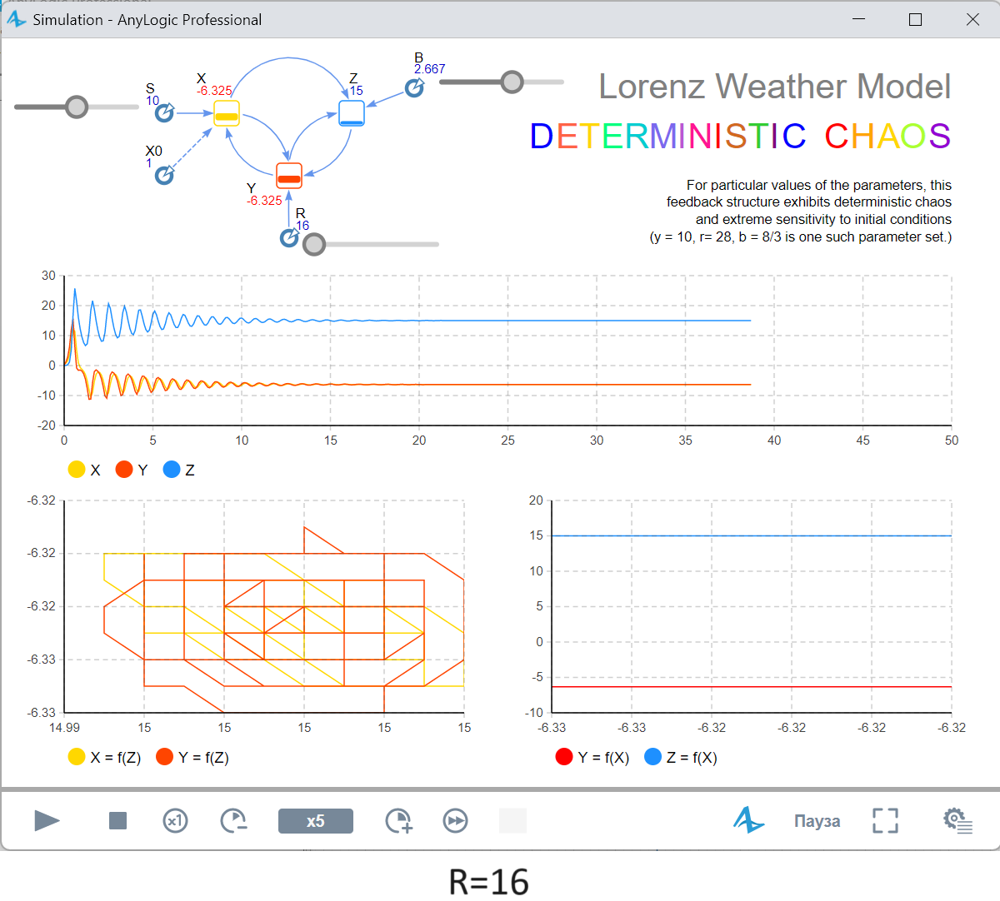 Simulation - AnyLogic Professional
B
2.667
X
-6.325
Z
15
S
10
X0
1
Y
-6.325
R
16
Lorenz Weather Model
DETERMINISTIC CHAOS
For particular values of the parameters, this
feedback structure exhibits deterministic chaos
and extreme sensitivity to initial conditions
(y = 10, r= 28, b = 8/3 is one such parameter set.)
30
20
10
0
-10
-20
0 5 10 15 20 25 30 35 40 45 50
X Y Z
-6.32
-6.32
-6.32
-6.33
-6.33
14.99 15 15 15 15 15
X = f(Z) Y = f(Z)
20
15
10
5
0
-5
-10
-6.33 -6.33 -6.32 -6.32 -6.32 -6.32
Y = f(X) Z = f(X)
x1 x5 Пауза
R=16